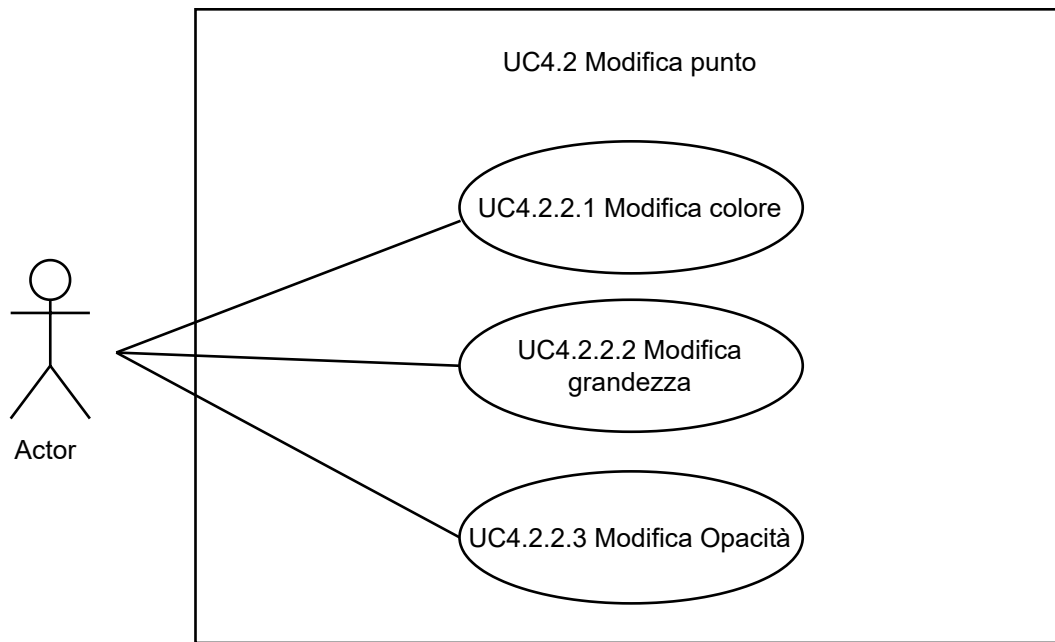 UC4.2 Modifica punto
UC4.2.2.1 Modifica colore
UC4.2.2.2 Modifica
grandezza
Actor
UC4.2.2.3 Modifica Opacità